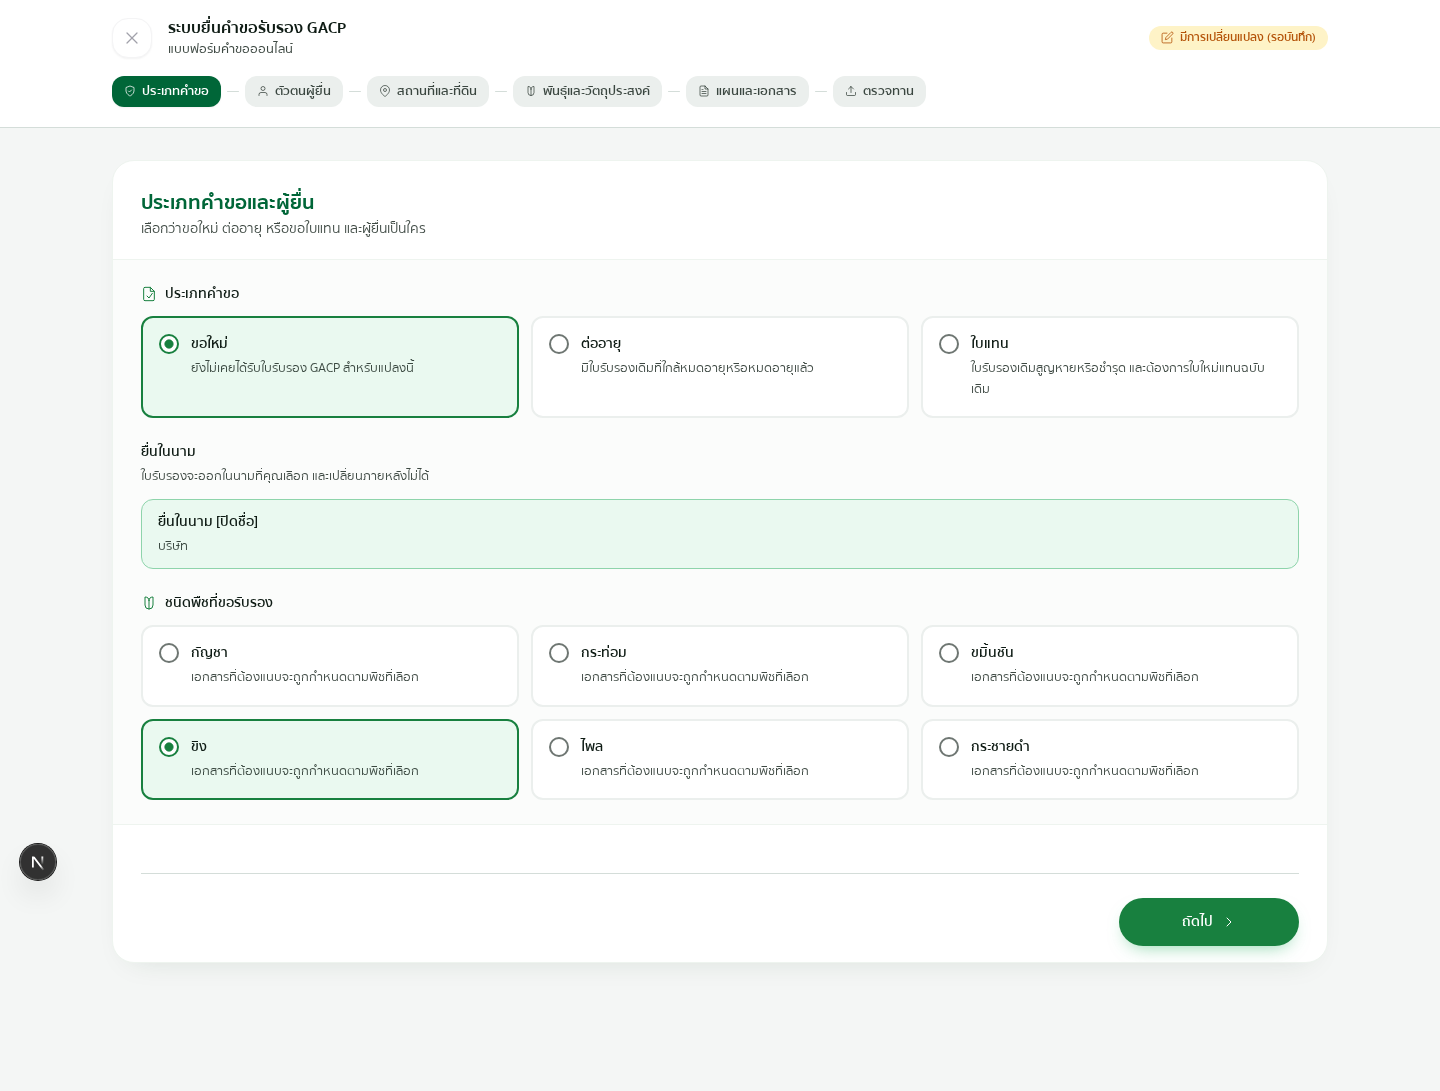 ระบบยื่นคำขอรับรอง GACP
แบบฟอร์มคำขอออนไลน์
มีการเปลี่ยนแปลง (รอบันทึก)
ประเภทคำขอ
ตัวตนผู้ยื่น
สถานที่และที่ดิน
พันธุ์และวัตถุประสงค์
แผนและเอกสาร
ตรวจทาน
ประเภทคำขอและผู้ยื่น
เลือกว่าขอใหม่ ต่ออายุ หรือขอใบแทน และผู้ยื่นเป็นใคร
ประเภทคำขอ
ขอใหม่
ยังไม่เคยได้รับใบรับรอง GACP สำหรับแปลงนี้
ต่ออายุ
มีใบรับรองเดิมที่ใกล้หมดอายุหรือหมดอายุแล้ว
ใบแทน
ใบรับรองเดิมสูญหายหรือชำรุด และต้องการใบใหม่แทนฉบับ
เดิม
ยื่นในนาม
ใบรับรองจะออกในนามที่คุณเลือก และเปลี่ยนภายหลังไม่ได้
ยื่นในนาม [ปิดชื่อ]
บริษัท
ชนิดพืชที่ขอรับรอง
กัญชา
เอกสารที่ต้องแนบจะถูกกำหนดตามพืชที่เลือก
กระท่อม
เอกสารที่ต้องแนบจะถูกกำหนดตามพืชที่เลือก
ขมิ้นชัน
เอกสารที่ต้องแนบจะถูกกำหนดตามพืชที่เลือก
ขิง
เอกสารที่ต้องแนบจะถูกกำหนดตามพืชที่เลือก
ไพล
เอกสารที่ต้องแนบจะถูกกำหนดตามพืชที่เลือก
กระชายดำ
เอกสารที่ต้องแนบจะถูกกำหนดตามพืชที่เลือก
N
ถัดไป